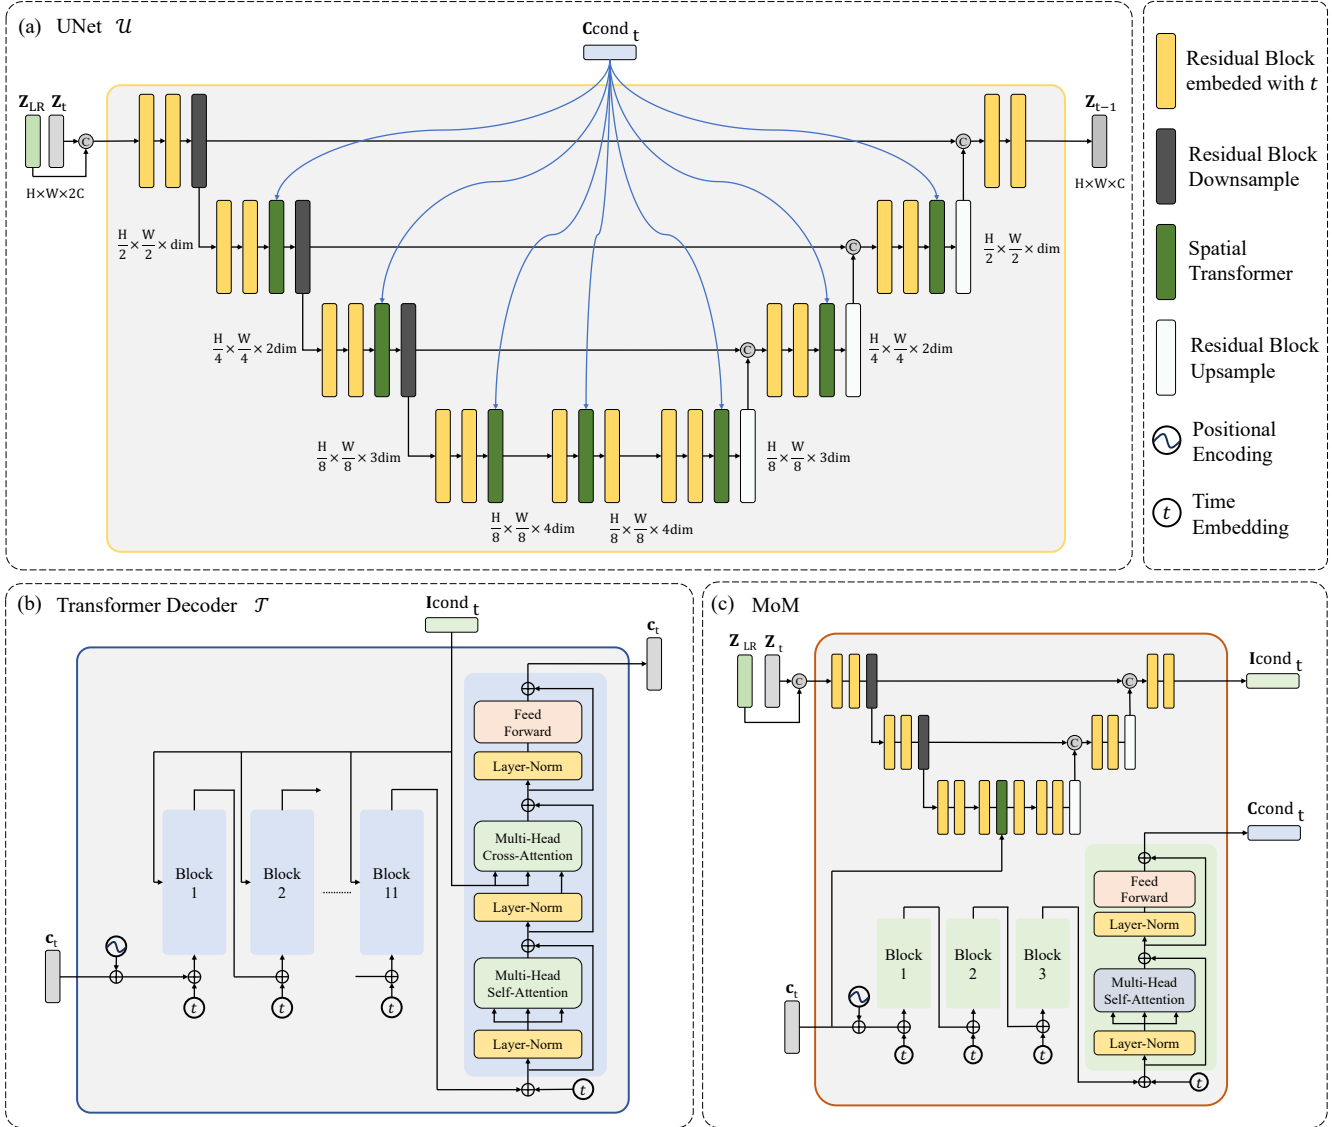 (a) UNet 𝒰
Ccond t
Z_LR Z_t
C
H×W×2C
C
Z_{t−1}
H×W×C
H/2 × W/2 × dim
C
H/2 × W/2 × dim
H/4 × W/4 × 2dim
C
H/4 × W/4 × 2dim
H/8 × W/8 × 3dim
H/8 × W/8 × 3dim
H/8 × W/8 × 4dim
H/8 × W/8 × 4dim
Residual Block
embeded with t
Residual Block
Downsample
Spatial
Transformer
Residual Block
Upsample
Positional
Encoding
t
Time
Embedding
(b) Transformer Decoder 𝒯
Icond t
c_t
Feed
Forward
Layer-Norm
Multi-Head
Cross-Attention
Block
1
Block
2
..........
Block
11
Layer-Norm
c_t
Multi-Head
Self-Attention
t
t
t
Layer-Norm
t
(c) MoM
Z_LR Z_t
C
C
Icond t
C
Ccond t
Feed
Forward
Layer-Norm
Block
1
Block
2
Block
3
Multi-Head
Self-Attention
c_t
Layer-Norm
t
t
t
t